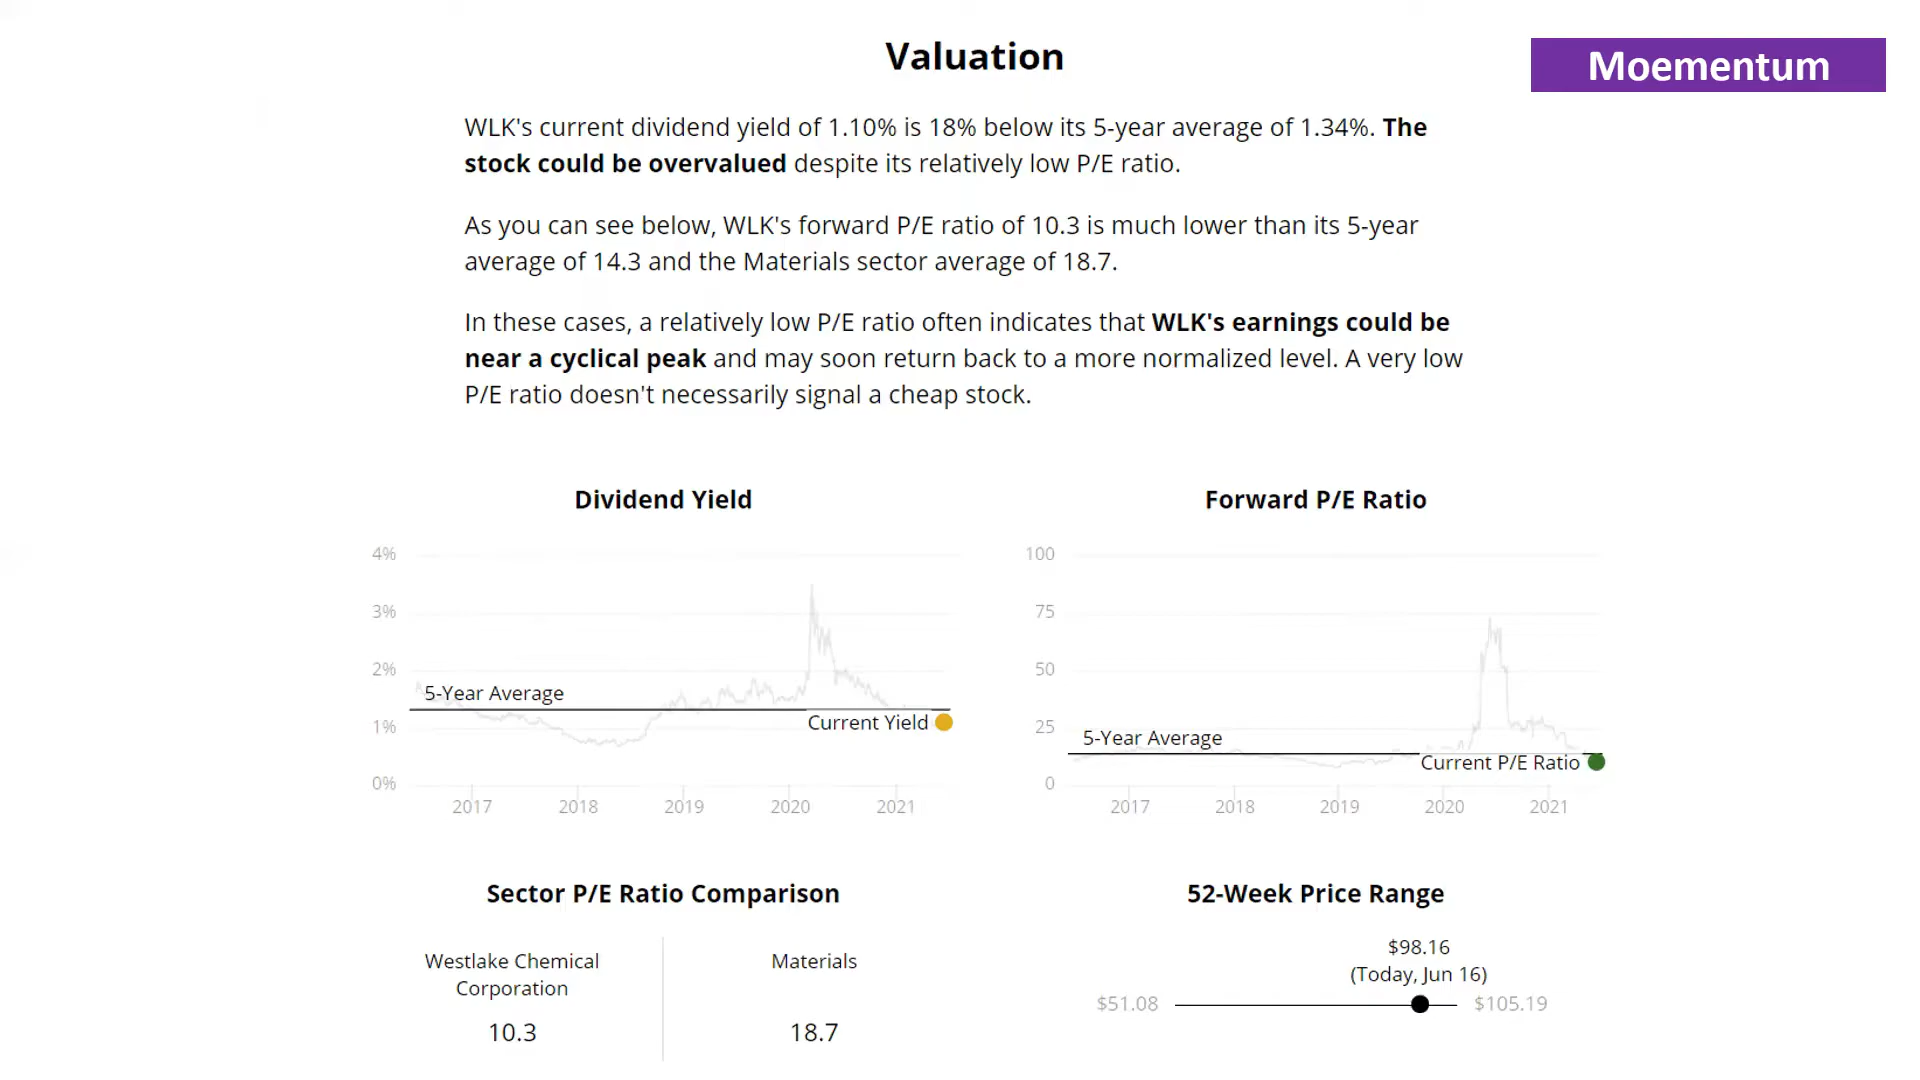 Valuation
Moementum
WLK's current dividend yield of 1.10% is 18% below its 5-year average of 1.34%. The
stock could be overvalued despite its relatively low P/E ratio.
As you can see below, WLK's forward P/E ratio of 10.3 is much lower than its 5-year
average of 14.3 and the Materials sector average of 18.7.
In these cases, a relatively low P/E ratio often indicates that WLK's earnings could be
near a cyclical peak and may soon return back to a more normalized level. A very low
P/E ratio doesn't necessarily signal a cheap stock.
Dividend Yield
4%
3%
2%
5-Year Average
Current Yield
1%
0%
2017 2018 2019 2020 2021
Forward P/E Ratio
100
75
50
25
5-Year Average
Current P/E Ratio
0
2017 2018 2019 2020 2021
Sector P/E Ratio Comparison
Westlake Chemical
Corporation
10.3
Materials
18.7
52-Week Price Range
$98.16
(Today, Jun 16)
$51.08 $105.19